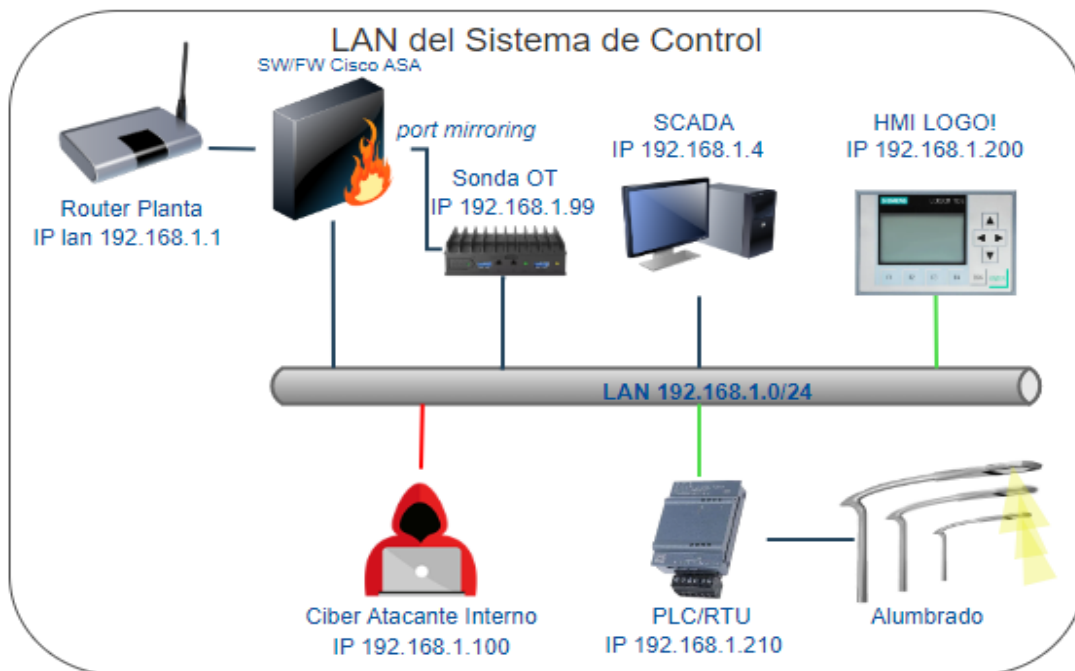 LAN del Sistema de Control
SW/FW Cisco ASA
port mirroring
Router Planta
IP lan 192.168.1.1
Sonda OT
IP 192.168.1.99
SCADA
IP 192.168.1.4
HMI LOGO!
IP 192.168.1.200
SIEMENS
LAN 192.168.1.0/24
Ciber Atacante Interno
IP 192.168.1.100
PLC/RTU
IP 192.168.1.210
Alumbrado